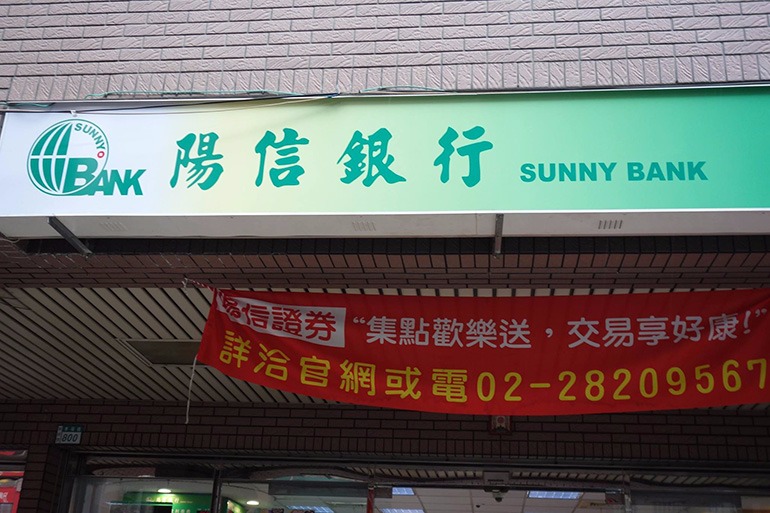 SUNNY
BANK
陽信銀行 SUNNY BANK
陽信證券 “集點歡樂送，交易享好康!”
詳洽官網或電02-28209567
800